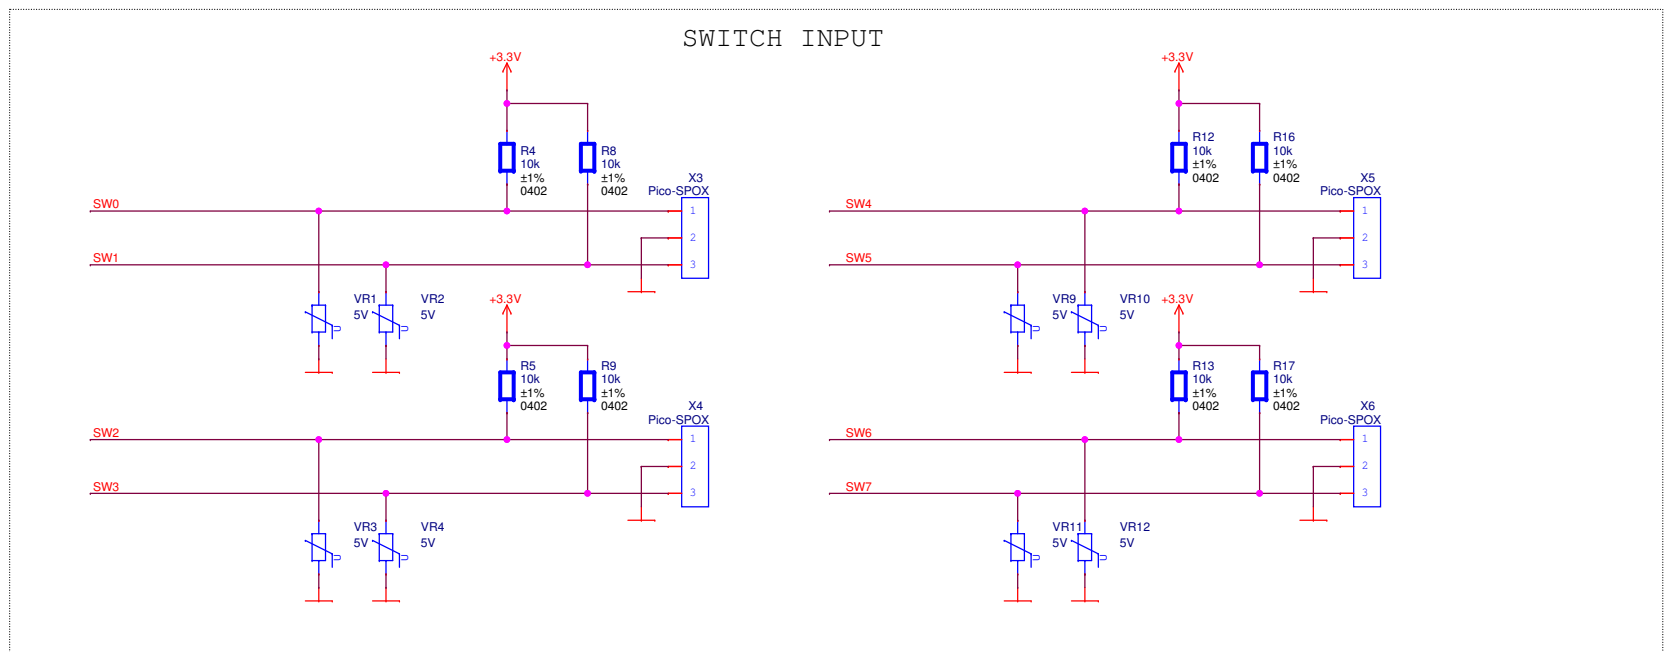 SWITCH INPUT
+3.3V
R4
10k
±1%
0402
R8
10k
±1%
0402
X3
Pico-SPOX
SW0
1
2
SW1
3
VR1
5V
VR2
5V
U
U
+3.3V
R5
10k
±1%
0402
R9
10k
±1%
0402
X4
Pico-SPOX
SW2
1
2
SW3
3
VR3
5V
VR4
5V
U
U
+3.3V
R12
10k
±1%
0402
R16
10k
±1%
0402
X5
Pico-SPOX
SW4
1
2
SW5
3
VR9
5V
VR10
5V
U
U
+3.3V
R13
10k
±1%
0402
R17
10k
±1%
0402
X6
Pico-SPOX
SW6
1
2
SW7
3
VR11
5V
VR12
5V
U
U